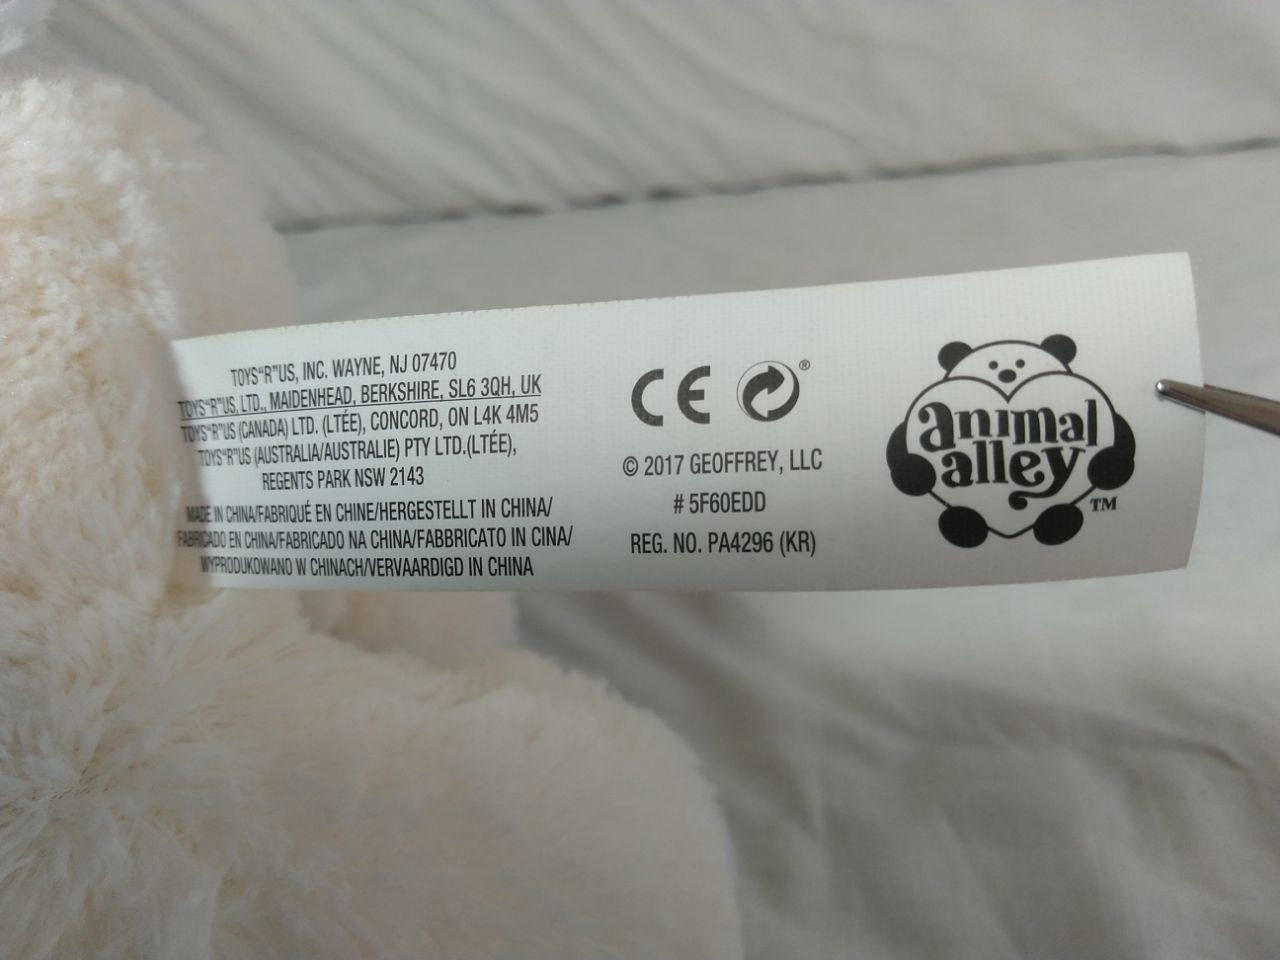 TOYS“R”US, INC. WAYNE, NJ 07470
TOYS“R”US, LTD., MAIDENHEAD, BERKSHIRE, SL6 3QH, UK
TOYS“R”US (CANADA) LTD. (LTÉE), CONCORD, ON L4K 4M5
TOYS“R”US (AUSTRALIA/AUSTRALIE) PTY LTD.(LTÉE),
REGENTS PARK NSW 2143
MADE IN CHINA/FABRIQUÉ EN CHINE/HERGESTELLT IN CHINA/
FABRICADO EN CHINA/FABRICADO NA CHINA/FABBRICATO IN CINA/
WYPRODUKOWANO W CHINACH/VERVAARDIGD IN CHINA
CE ®
© 2017 GEOFFREY, LLC
# 5F60EDD
REG. NO. PA4296 (KR)
animal
alley
TM